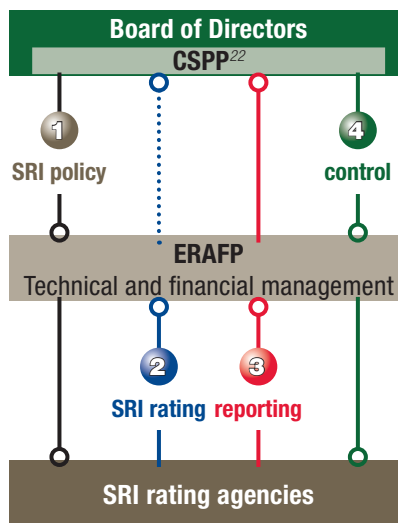 Board of Directors
CSPP22
1
4
SRI policy
control
ERAFP
Technical and financial management
2
3
SRI rating
reporting
SRI rating agencies